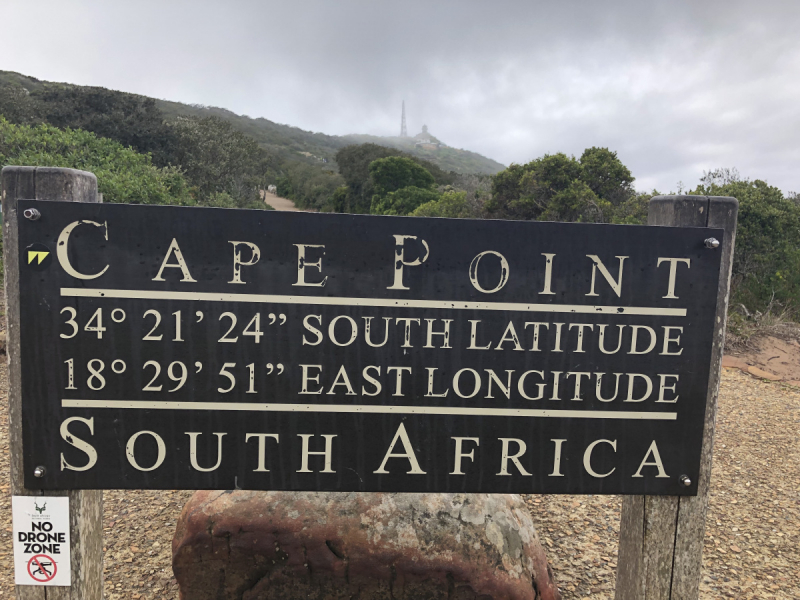 CAPE POINT
34° 21' 24" SOUTH LATITUDE
18° 29' 51" EAST LONGITUDE
SOUTH AFRICA
NO
DRONE
ZONE